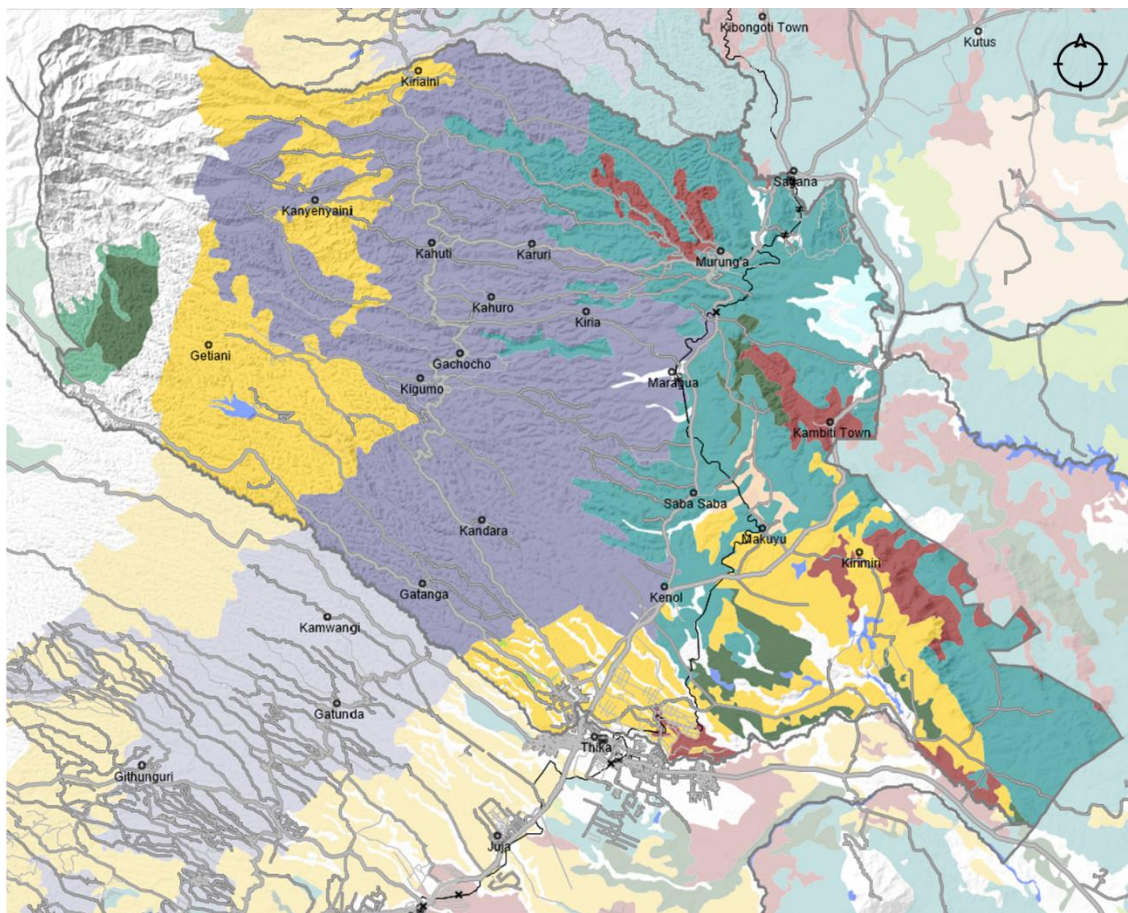 Kibongoti Town
Kutus
Kiriaini
Sagana
Kanyenyaini
Kahuti
Karuri
Murung'a
Kahuro
Kiria
Getiani
Gachocho
Maragua
Kigumo
Kambiti Town
Saba Saba
Kandara
Makuyu
Kirimiri
Gatanga
Kenol
Kamwangi
Gatunda
Thika
Githunguri
Juja